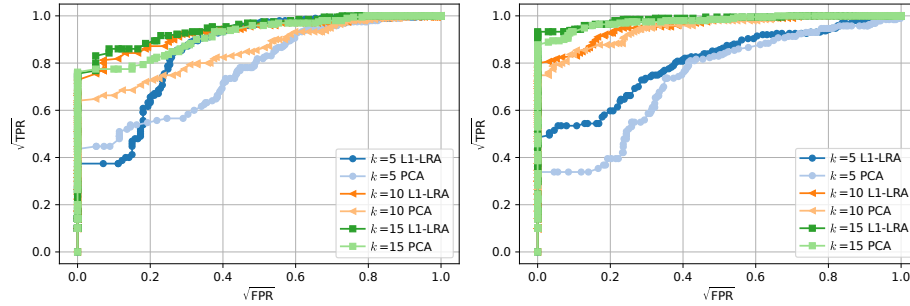 1.0
0.8
0.6
0.4
0.2
0.0
√TPR
0.0 0.2 0.4 0.6 0.8 1.0
√FPR
k = 5 L1-LRA
k = 5 PCA
k = 10 L1-LRA
k = 10 PCA
k = 15 L1-LRA
k = 15 PCA
1.0
0.8
0.6
0.4
0.2
0.0
√TPR
0.0 0.2 0.4 0.6 0.8 1.0
√FPR
k = 5 L1-LRA
k = 5 PCA
k = 10 L1-LRA
k = 10 PCA
k = 15 L1-LRA
k = 15 PCA